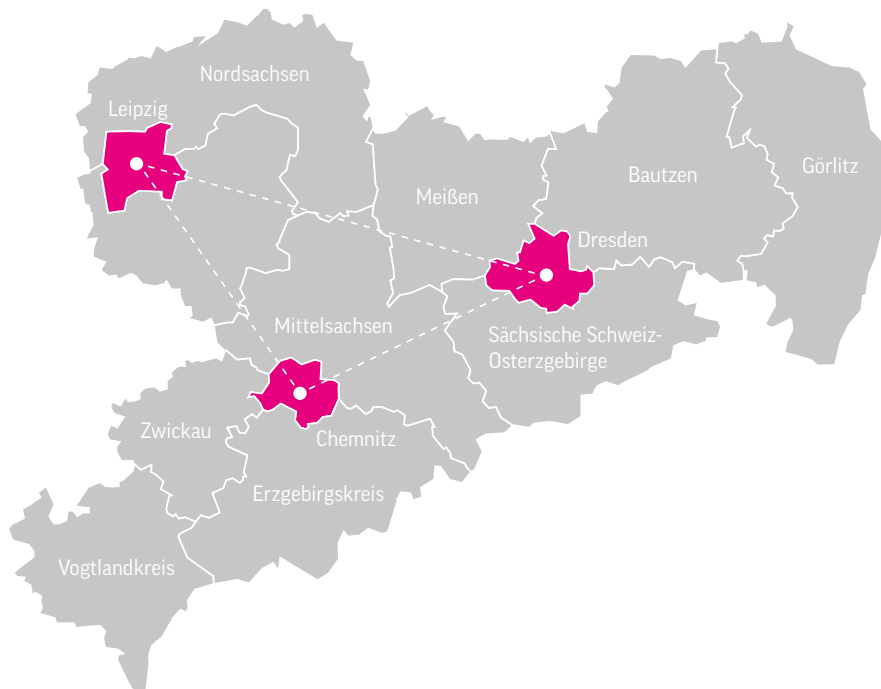 Nordsachsen
Leipzig
Görlitz
Bautzen
Meißen
Dresden
Mittelsachsen
Sächsische Schweiz-
Osterzgebirge
Zwickau
Chemnitz
Erzgebirgskreis
Vogtlandkreis